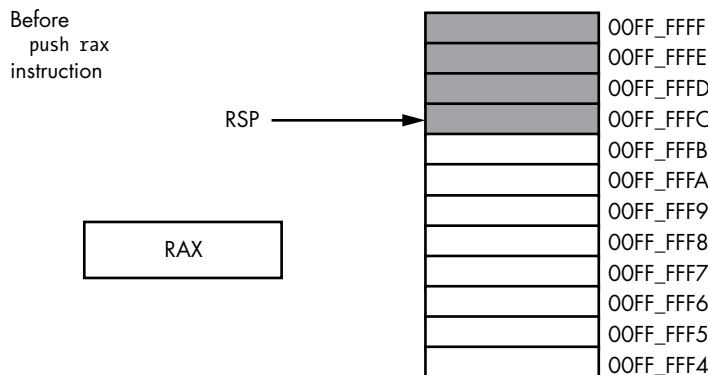 Before
push rax
instruction
00FF_FFFF
00FF_FFFE
00FF_FFFD
RSP
00FF_FFFC
00FF_FFFB
00FF_FFFA
00FF_FFF9
RAX
00FF_FFF8
00FF_FFF7
00FF_FFF6
00FF_FFF5
00FF_FFF4